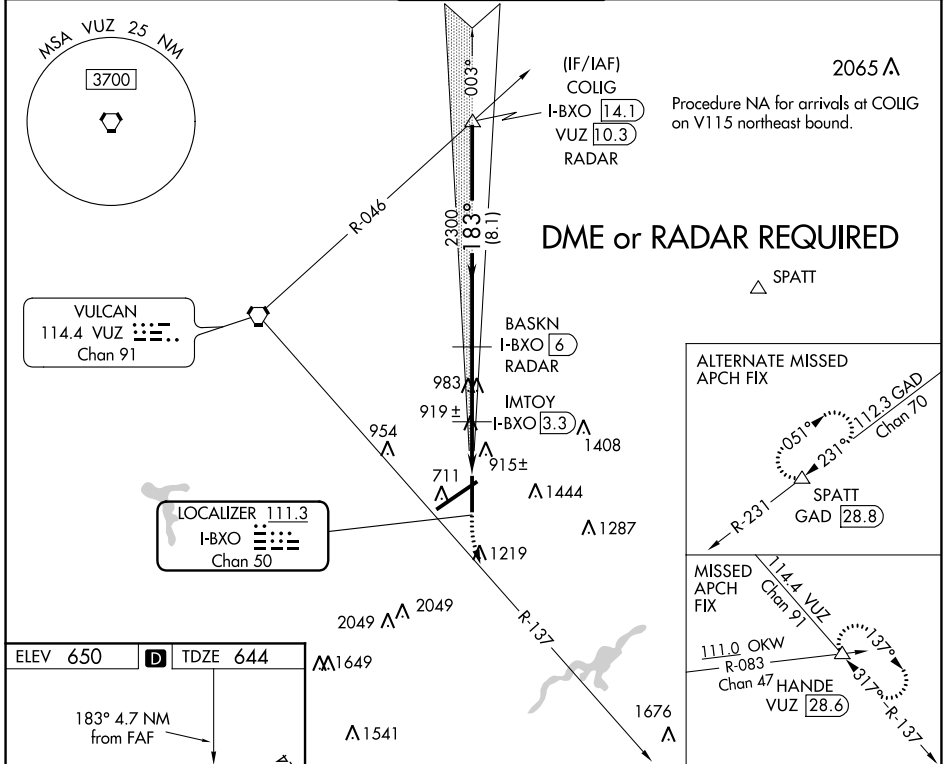 MSA VUZ 25 NM
3700
003°
(IF/IAF)
COLIG
I-BXO 14.1
VUZ 10.3
RADAR
2065
Procedure NA for arrivals at COLIG
on V115 northeast bound.
R-046
2300
183°
(8.1)
DME or RADAR REQUIRED
SPATT
VULCAN
114.4 VUZ
Chan 91
BASKN
I-BXO 6
RADAR
983
919 ±
IMTOY
I-BXO 3.3
1408
954
915±
711
1444
1287
LOCALIZER 111.3
I-BXO
Chan 50
1219
2049
2049
R-137
ALTERNATE MISSED
APCH FIX
112.3 GAD
Chan 70
051°
231°
SPATT
GAD 28.8
R-231
MISSED
APCH
FIX
114.4 VUZ
Chan 91
111.0 OKW
R-083
Chan 47
137°
317°
HANDE
VUZ 28.6
R-137
ELEV 650
D
TDZE 644
1649
183° 4.7 NM
from FAF
1541
1676